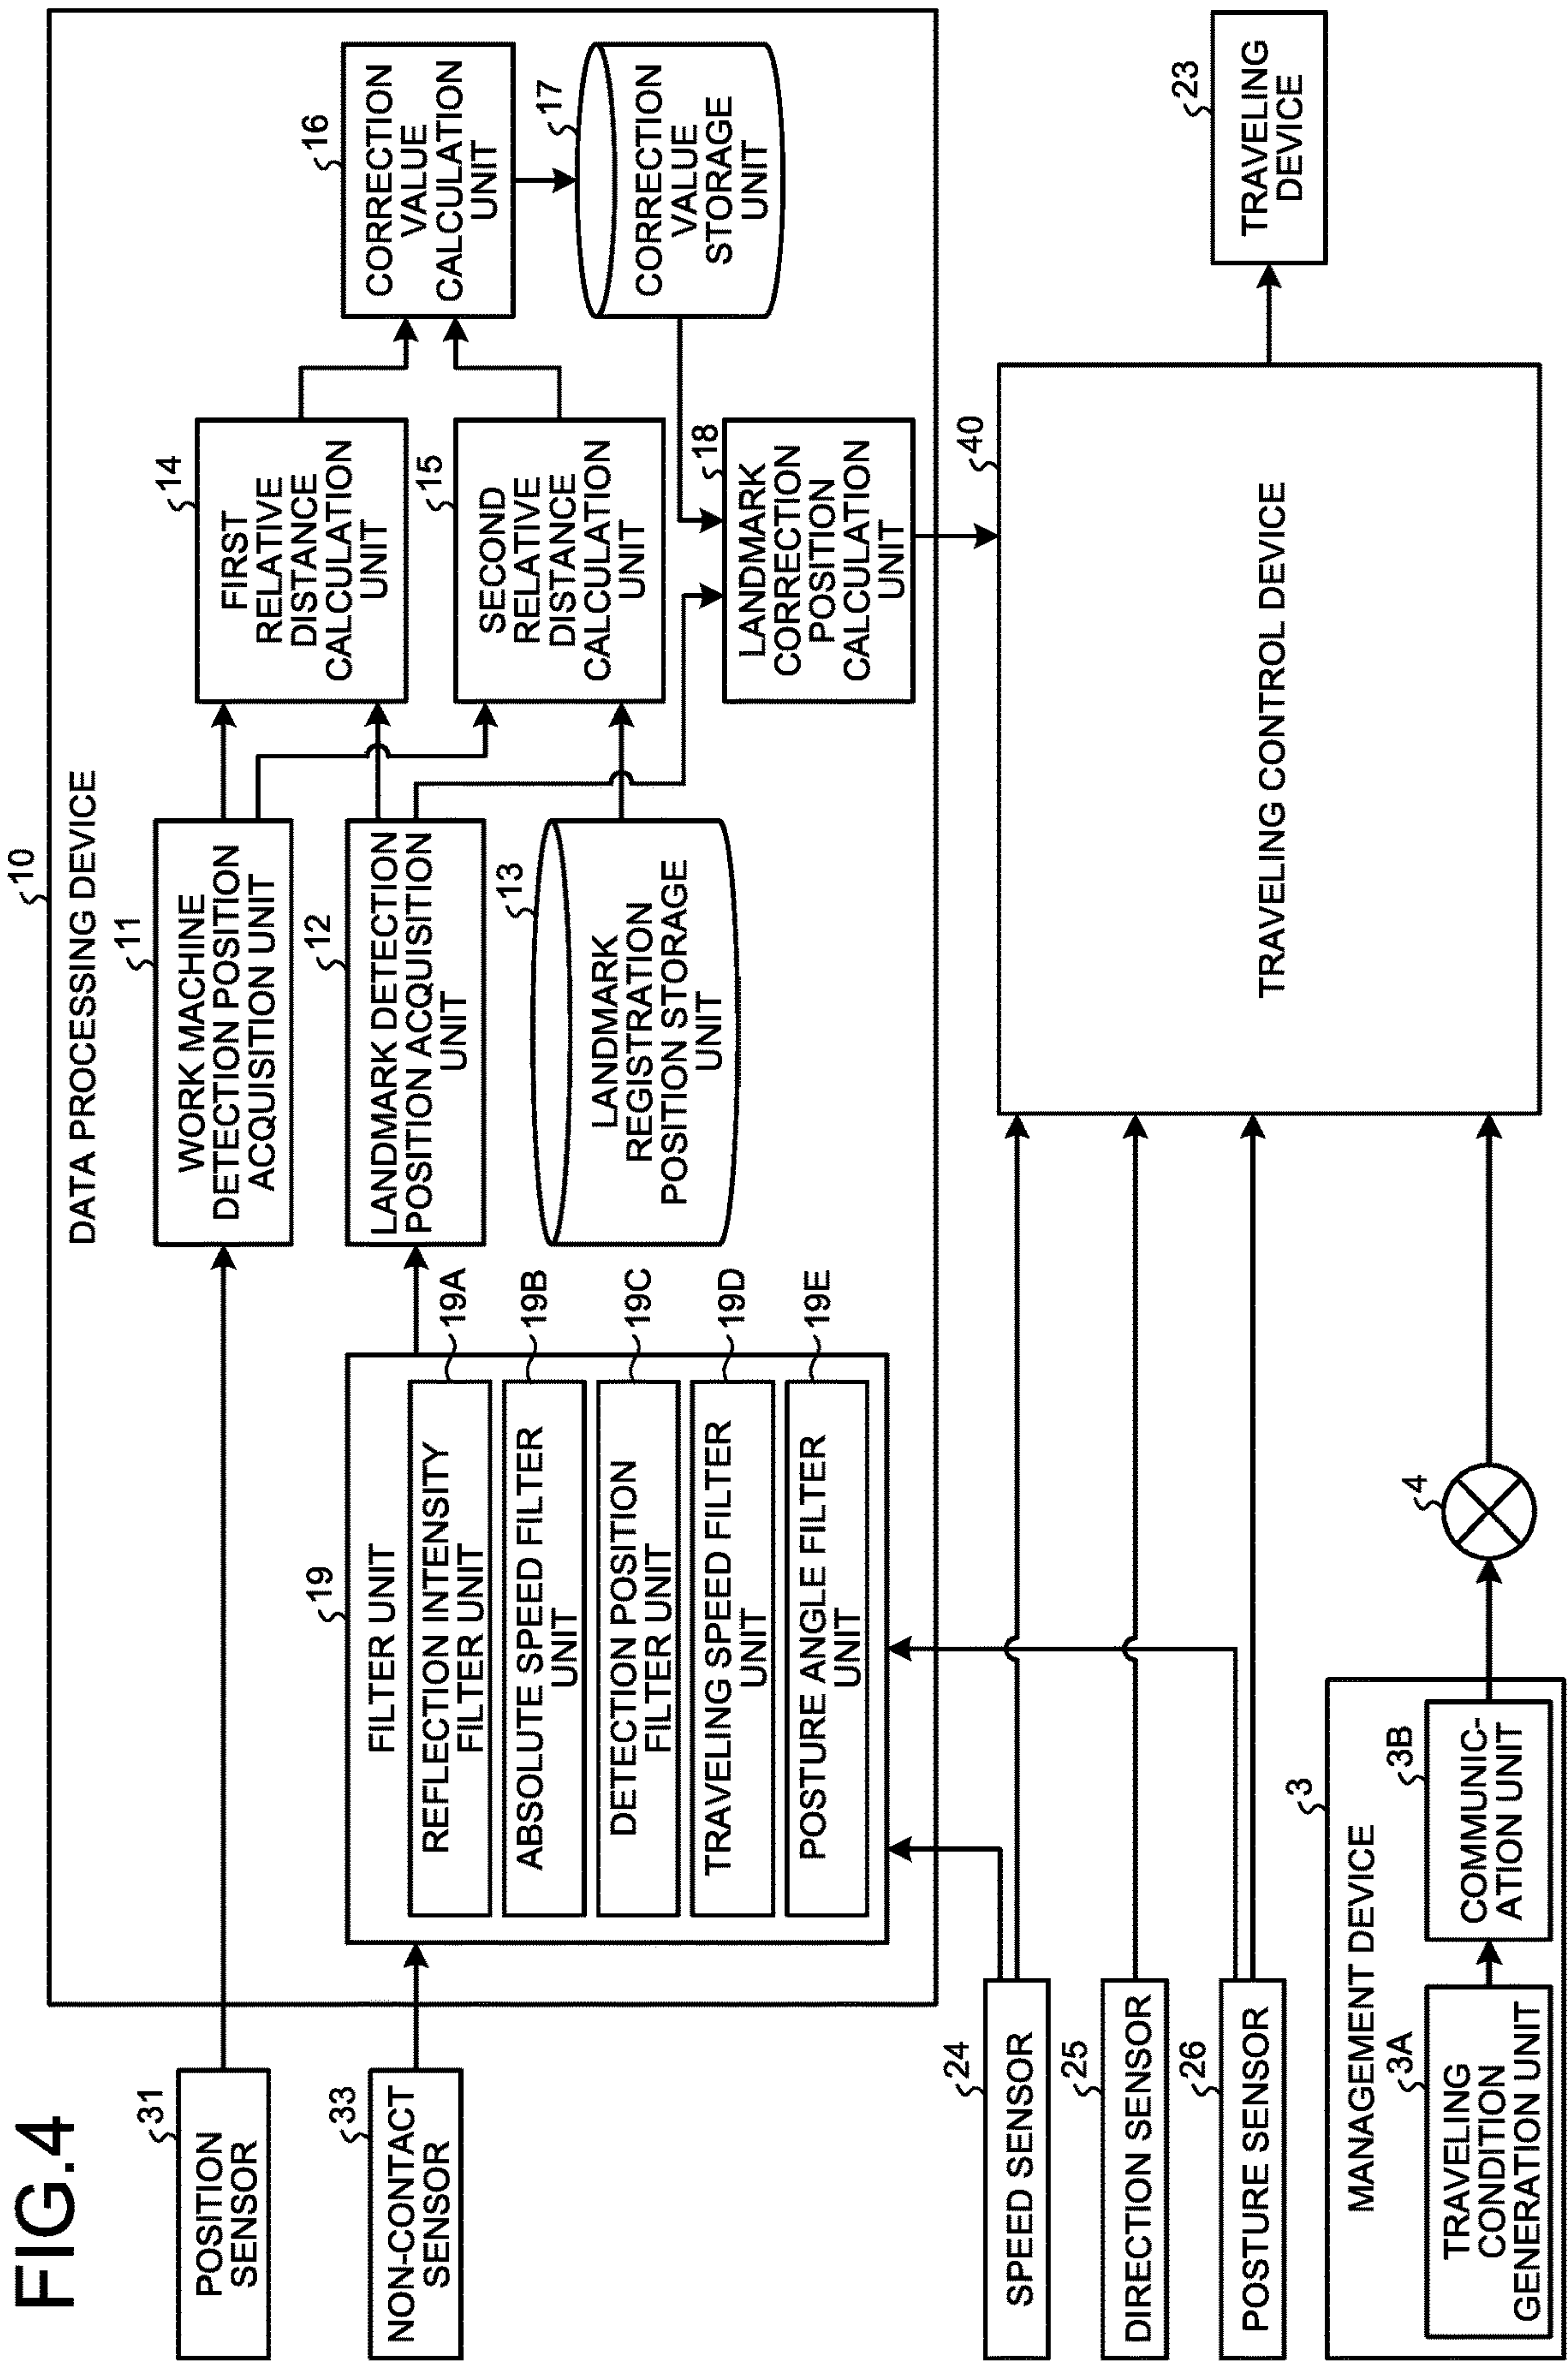 FIG.4
10
DATA PROCESSING DEVICE
31
POSITION
SENSOR
11
WORK MACHINE
DETECTION POSITION
ACQUISITION UNIT
14
FIRST
RELATIVE
DISTANCE
CALCULATION
UNIT
16
CORRECTION
VALUE
CALCULATION
UNIT
33
NON-CONTACT
SENSOR
19
FILTER UNIT
REFLECTION INTENSITY
FILTER UNIT
19A
ABSOLUTE SPEED FILTER
UNIT
19B
DETECTION POSITION
FILTER UNIT
19C
TRAVELING SPEED FILTER
UNIT
19D
POSTURE ANGLE FILTER
UNIT
19E
12
LANDMARK DETECTION
POSITION ACQUISITION
UNIT
15
SECOND
RELATIVE
DISTANCE
CALCULATION
UNIT
17
CORRECTION
VALUE
STORAGE
UNIT
13
LANDMARK
REGISTRATION
POSITION STORAGE
UNIT
18
LANDMARK
CORRECTION
POSITION
CALCULATION
UNIT
24
SPEED SENSOR
25
DIRECTION SENSOR
26
POSTURE SENSOR
40
TRAVELING CONTROL DEVICE
23
TRAVELING
DEVICE
3
MANAGEMENT DEVICE
3A
TRAVELING
CONDITION
GENERATION UNIT
3B
COMMUNIC-
ATION UNIT
4